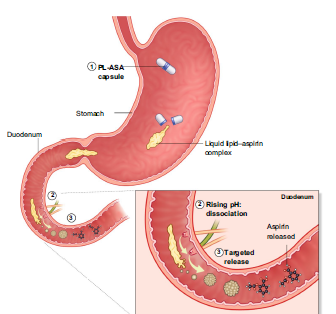 1 PL-ASA
capsule
Stomach
Duodenum
Liquid lipid–aspirin
complex
2
3
Duodenum
2 Rising pH:
dissociation
Aspirin
released
3 Targeted
release